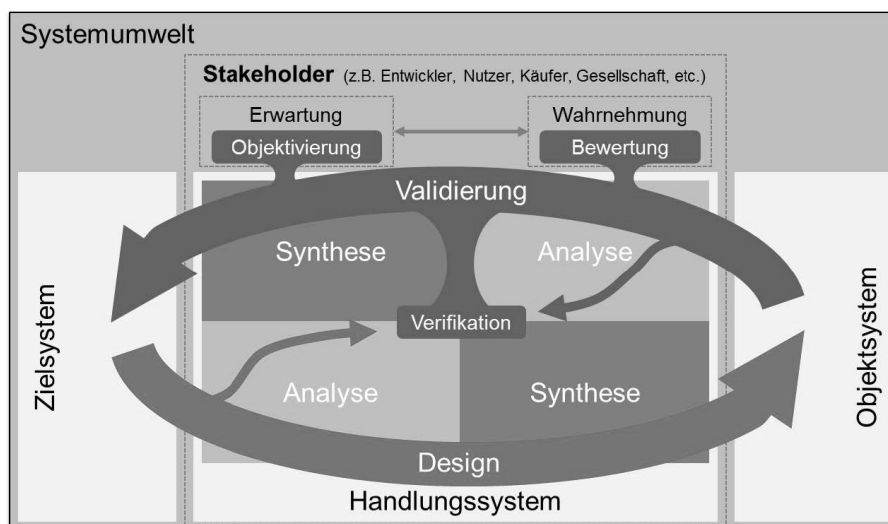 Systemumwelt
Stakeholder (z.B. Entwickler, Nutzer, Käufer, Gesellschaft, etc.)
Erwartung
Wahrnehmung
Objektivierung
Bewertung
Validierung
Synthese
Analyse
Verifikation
Zielsystem
Objektsystem
Analyse
Synthese
Design
Handlungssystem